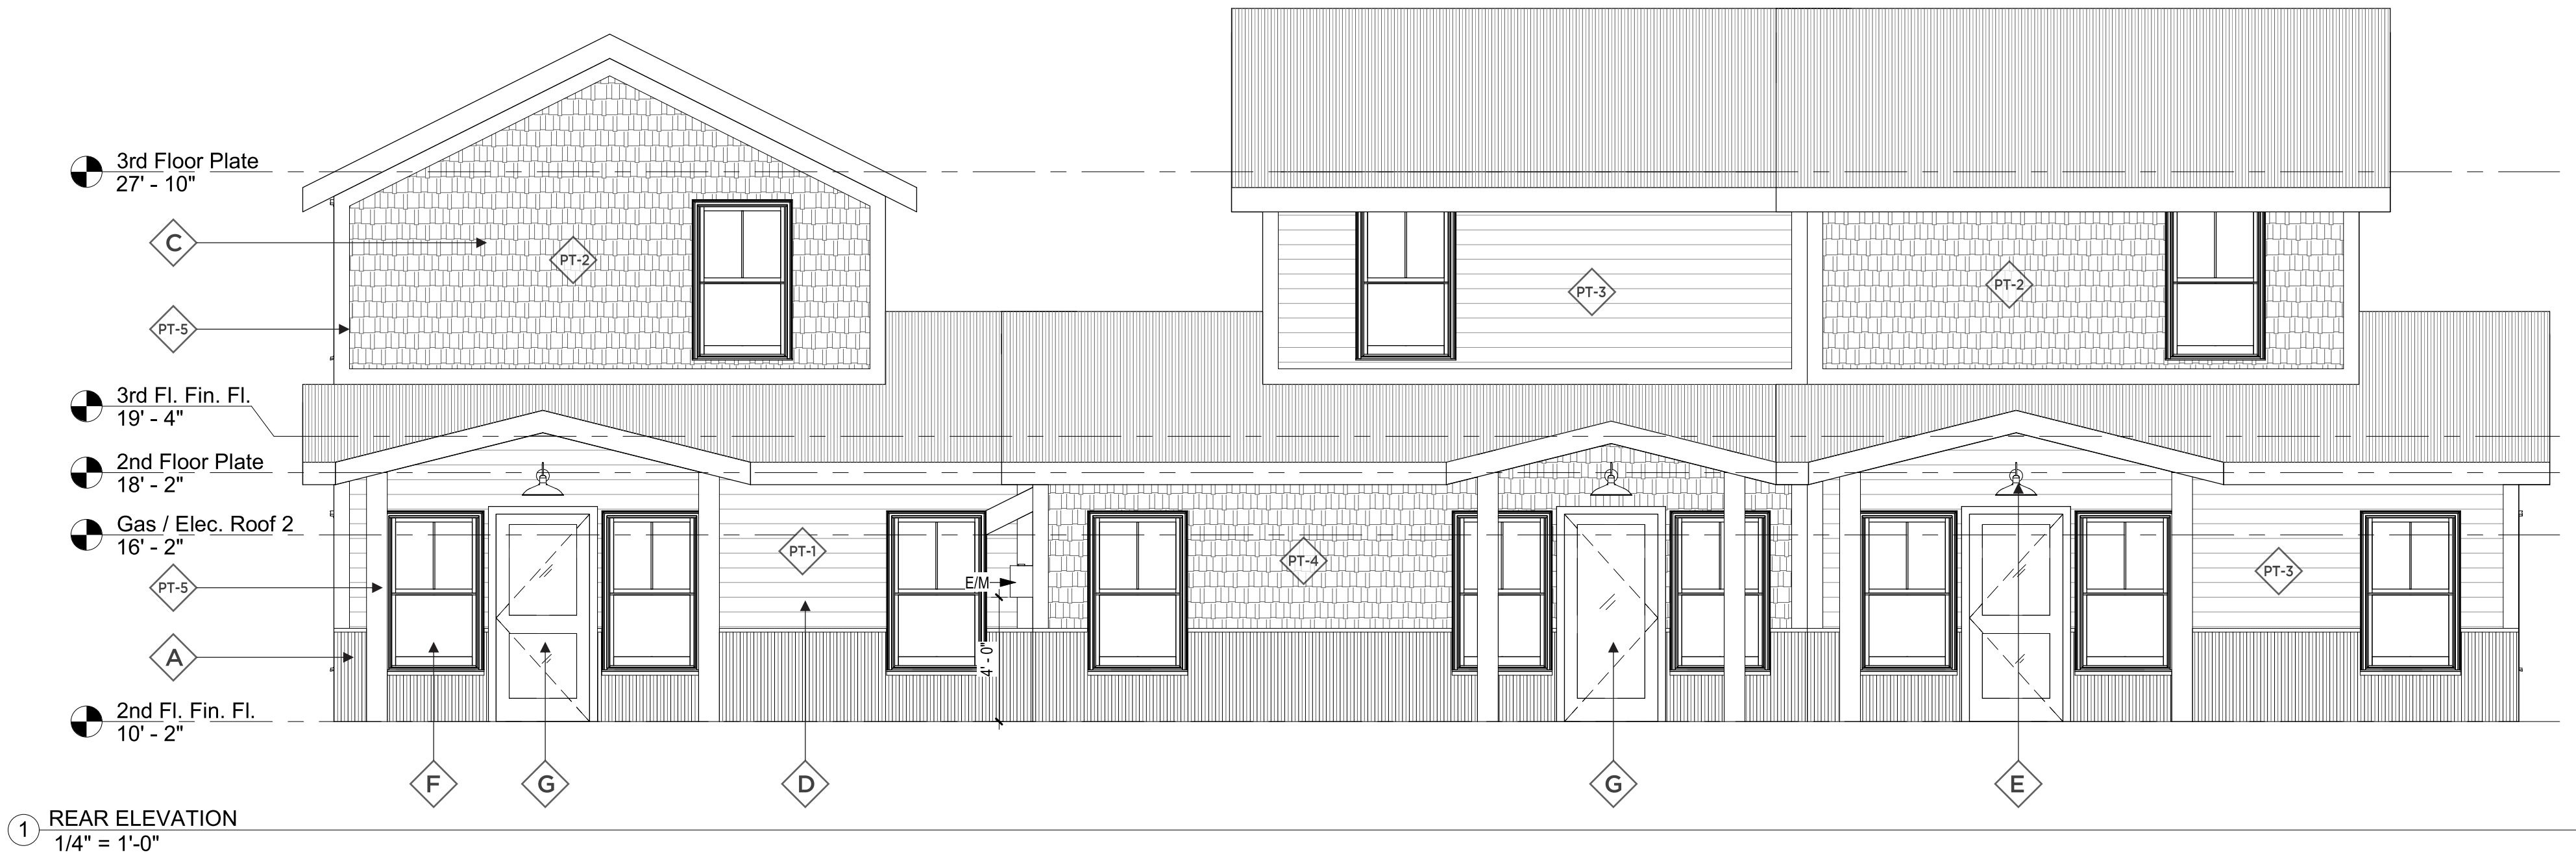 3rd Floor Plate
27' - 10"
C
PT-2
PT-2
PT-3
PT-5
3rd Fl. Fin. Fl.
19' - 4"
2nd Floor Plate
18' - 2"
Gas / Elec. Roof 2
16' - 2"
PT-1
PT-4
PT-3
E/M
PT-5
A
4' - 0"
2nd Fl. Fin. Fl.
10' - 2"
F
G
D
G
E
1
REAR ELEVATION
1/4" = 1'-0"